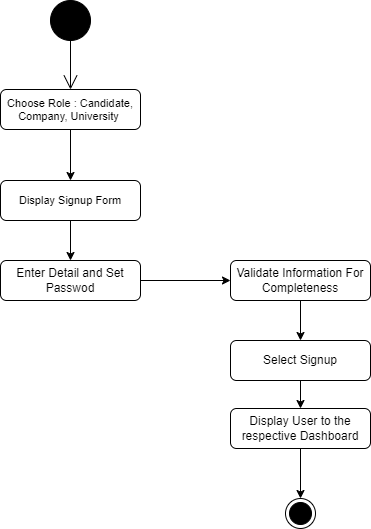 Choose Role : Candidate,
Company, University
Display Signup Form
Enter Detail and Set
Passwod
Validate Information For
Completeness
Select Signup
Display User to the
respective Dashboard